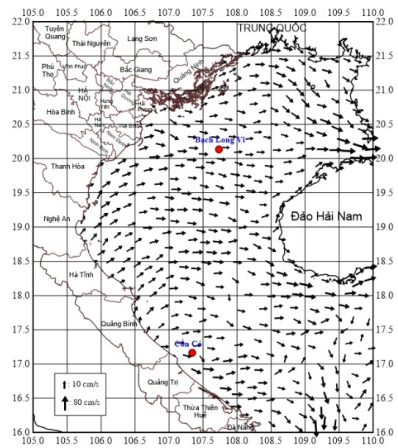 105.0 105.5 106.0 106.5 107.0 107.5 108.0 108.5 109.0 109.5 110.0
22.0
21.5
21.0
20.5
20.0
19.5
19.0
18.5
18.0
17.5
17.0
16.5
16.0
TRUNG QUỐC
Tuyên
Quang
Thái Nguyên
Lạng Sơn
Phú
Thọ
Vĩnh Phúc
Bắc Giang
Quảng Ninh
HÀ
NỘI
Hưng
Yên
Hòa Bình
Bạch Long Vĩ
Thanh Hóa
Nghệ An
Đảo Hải Nam
Hà Tĩnh
Quảng Bình
Cồn Cỏ
Quảng Trị
Thừa Thiên
Huế
Đà Nẵng
: 10 cm/s
: 80 cm/s
105.0 105.5 106.0 106.5 107.0 107.5 108.0 108.5 109.0 109.5 110.0